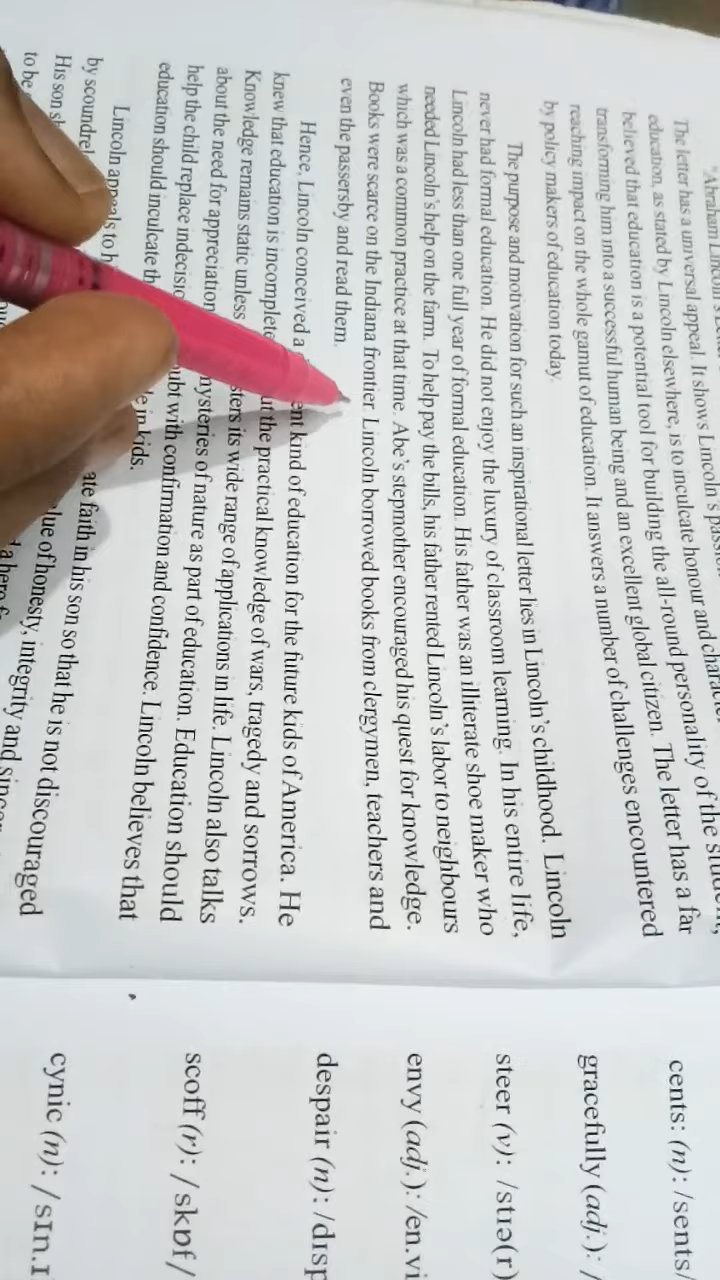 "Abraham Lincoln's
The letter has a universal appeal. It shows Lincoln's
education, as stated by Lincoln elsewhere, is to inculcate honour and
believed that education is a potential tool for building the all-round personality of the
transforming him into a successful human being and an excellent global citizen. The letter has a far
reaching impact on the whole gamut of education. It answers a number of challenges encountered
by policy makers of education today.
The purpose and motivation for such an inspirational letter lies in Lincoln's childhood. Lincoln
never had formal education. He did not enjoy the luxury of classroom learning. In his entire life,
Lincoln had less than one full year of formal education. His father was an illiterate shoe maker who
needed Lincoln's help on the farm. To help pay the bills, his father rented Lincoln's labor to neighbours
which was a common practice at that time. Abe's stepmother encouraged his quest for knowledge.
Books were scarce on the Indiana frontier. Lincoln borrowed books from clergymen, teachers and
even the passersby and read them.
Hence, Lincoln conceived a kind of education for the future kids of America. He
knew that education is incomplete the practical knowledge of wars, tragedy and sorrows.
Knowledge remains static unless its wide range of applications in life. Lincoln also talks
about the need for appreciation mysteries of nature as part of education. Education should
help the child replace with confirmation and confidence. Lincoln believes that
education should inculcate in kids.
Lincoln appeals to faith in his son so that he is not discouraged
by of honesty, integrity and
His son a hero
to be
cents: (n): /sents/
gracefully (adj.): /
steer (v): /stɪə(r)
envy (adj.): /en.vi
despair (n): /dɪsp
scoff (r): /skɒf/
cynic (n): /sɪn.ɪ